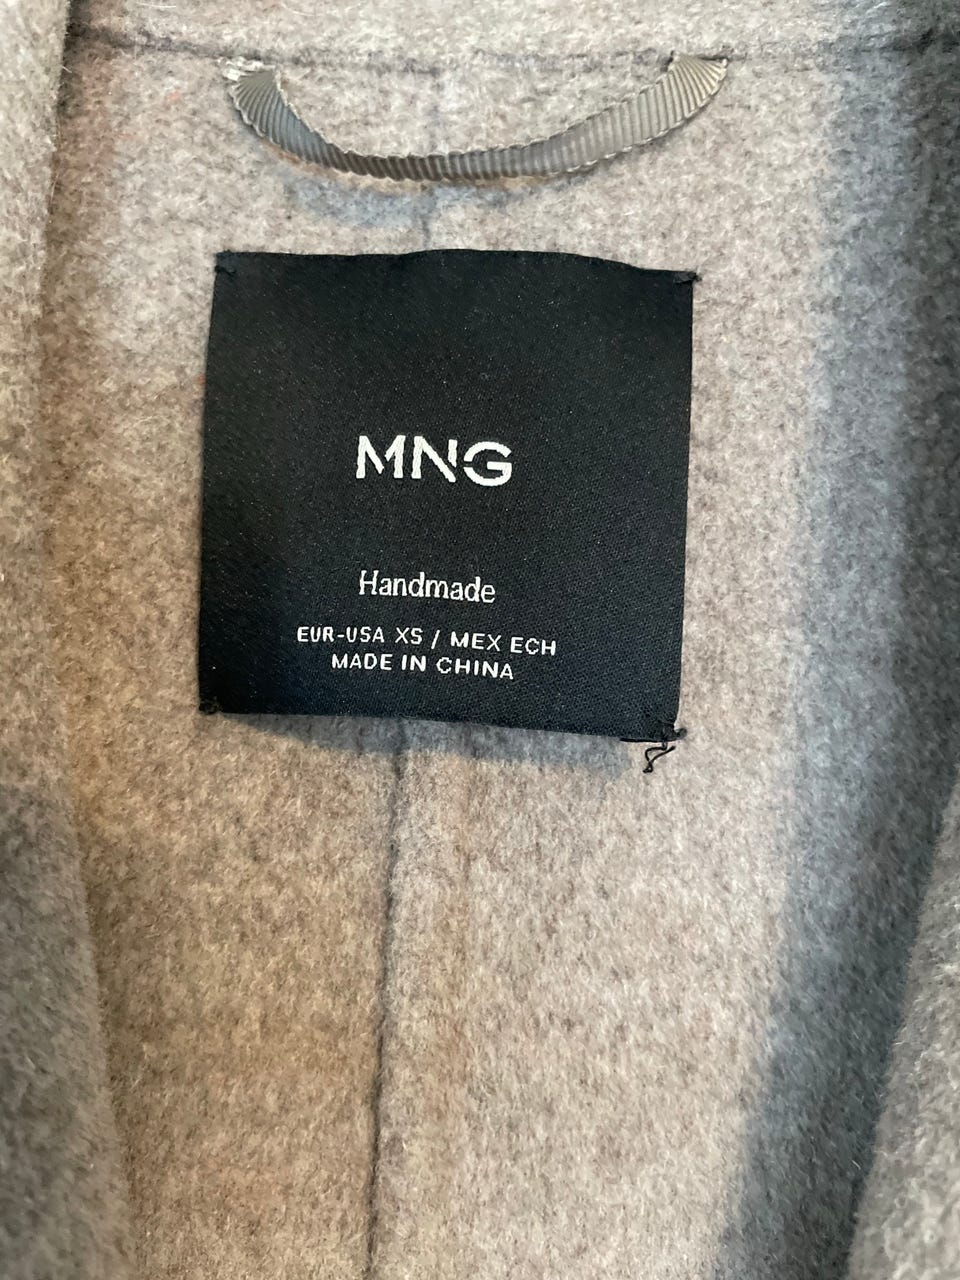 MNG
Handmade
EUR-USA XS / MEX ECH
MADE IN CHINA